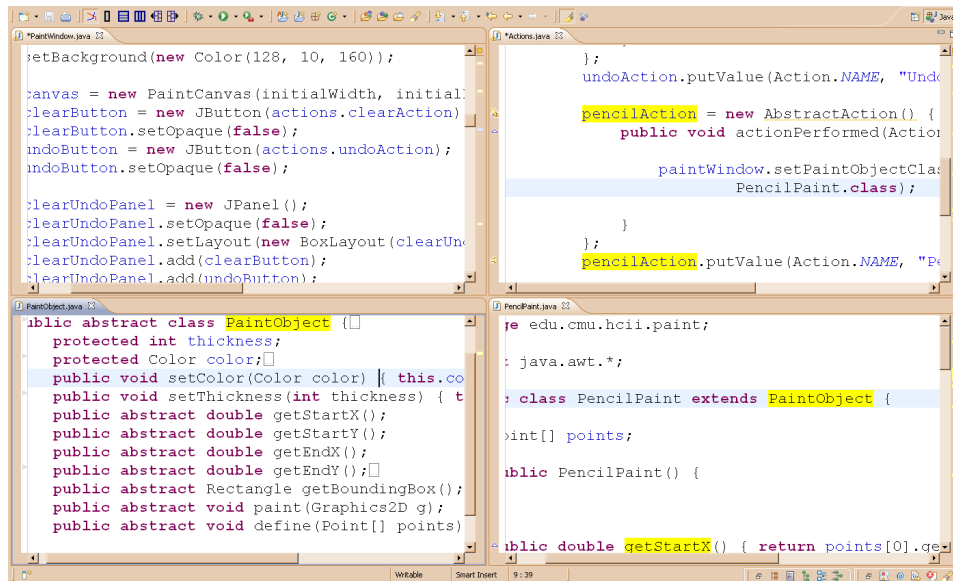 Java
*PaintWindow.java
setBackground(new Color(128, 10, 160));
canvas = new PaintCanvas(initialWidth, initial
clearButton = new JButton(actions.clearAction)
clearButton.setOpaque(false);
undoButton = new JButton(actions.undoAction);
undoButton.setOpaque(false);
clearUndoPanel = new JPanel();
clearUndoPanel.setOpaque(false);
clearUndoPanel.setLayout(new BoxLayout(clearUn
clearUndoPanel.add(clearButton);
clearUndoPanel.add(undoButton);
*Actions.java
};
undoAction.putValue(Action.NAME, "Undo
pencilAction = new AbstractAction() {
public void actionPerformed(Action
paintWindow.setPaintObjectClas
PencilPaint.class);
}
};
pencilAction.putValue(Action.NAME, "Pe
PaintObject.java
ublic abstract class PaintObject {
protected int thickness;
protected Color color;
public void setColor(Color color) { this.co
public void setThickness(int thickness) { t
public abstract double getStartX();
public abstract double getStartY();
public abstract double getEndX();
public abstract double getEndY();
public abstract Rectangle getBoundingBox();
public abstract void paint(Graphics2D g);
public abstract void define(Point[] points)
PencilPaint.java
ge edu.cmu.hcii.paint;
t java.awt.*;
c class PencilPaint extends PaintObject {
oint[] points;
ublic PencilPaint() {
ublic double getStartX() { return points[0].ge
Writable
Smart Insert
9 : 39